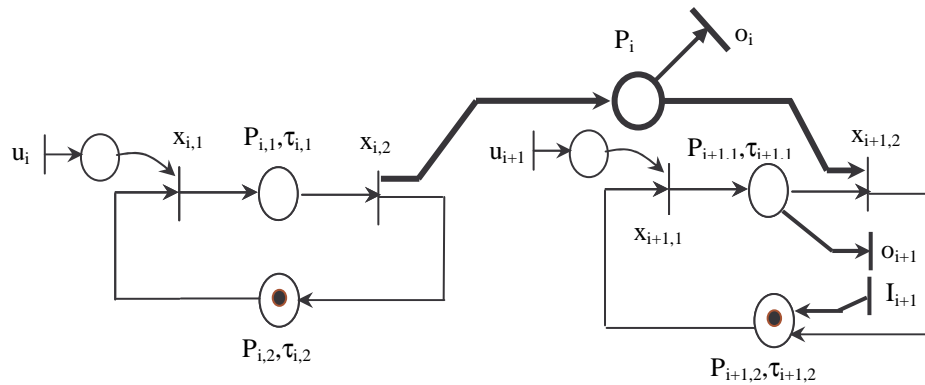 P_i
o_i
u_i
x_{i,1}
P_{i,1},τ_{i,1}
x_{i,2}
u_{i+1}
P_{i+1,1},τ_{i+1,1}
x_{i+1,2}
x_{i+1,1}
o_{i+1}
I_{i+1}
P_{i,2},τ_{i,2}
P_{i+1,2},τ_{i+1,2}